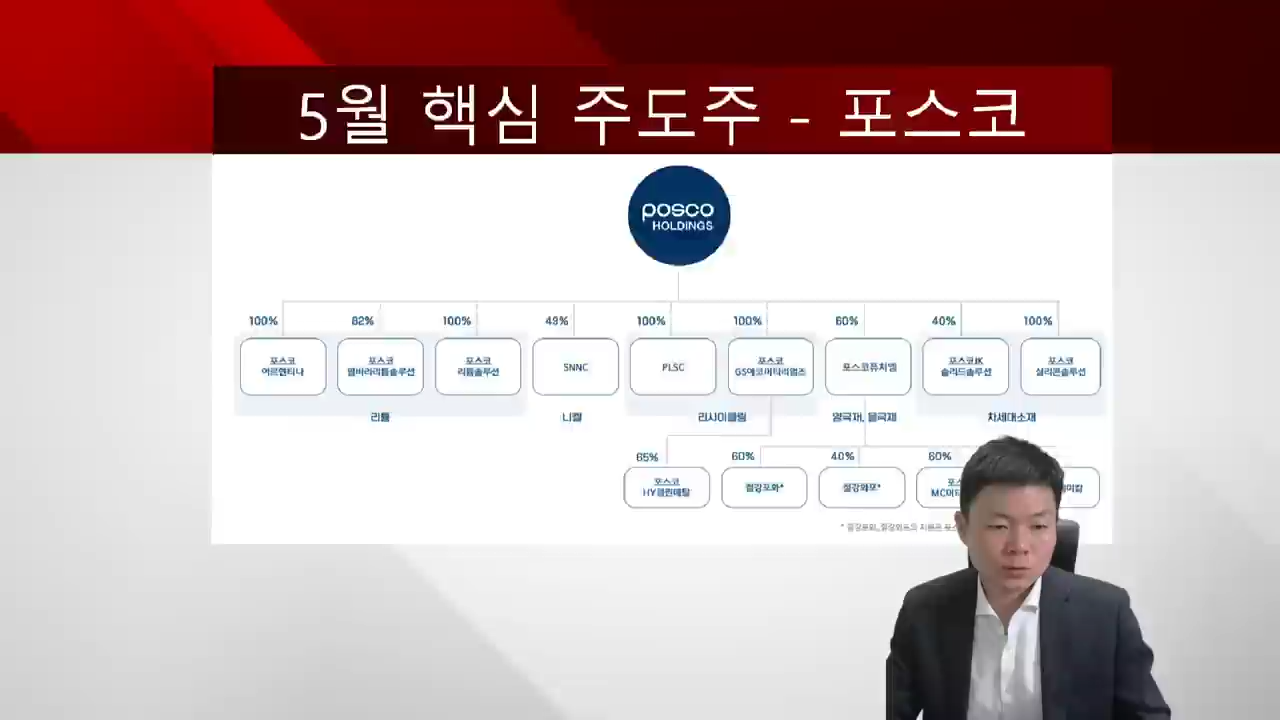 5월 핵심 주도주 - 포스코
posco
HOLDINGS
100% 82% 100% 49% 100% 100% 60% 40% 100%
포스코
아르헨티나
포스코
필바라리튬솔루션
포스코
리튬솔루션
SNNC
PLSC
포스코
GS에코머티리얼즈
포스코퓨처엠
포스코JK
솔리드솔루션
포스코
실리콘솔루션
리튬 니켈 리사이클링 양극재, 음극재 차세대소재
65% 60% 40% 60%
포스코
HY클린메탈
절강포화*
절강화포*